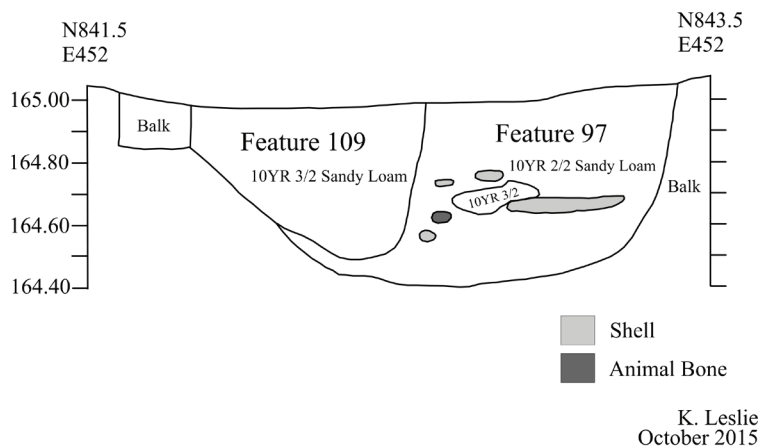 N841.5
E452
N843.5
E452
165.00
164.80
164.60
164.40
Balk
Feature 109
10YR 3/2 Sandy Loam
Feature 97
10YR 2/2 Sandy Loam
10YR 3/2
Balk
Shell
Animal Bone
K. Leslie
October 2015